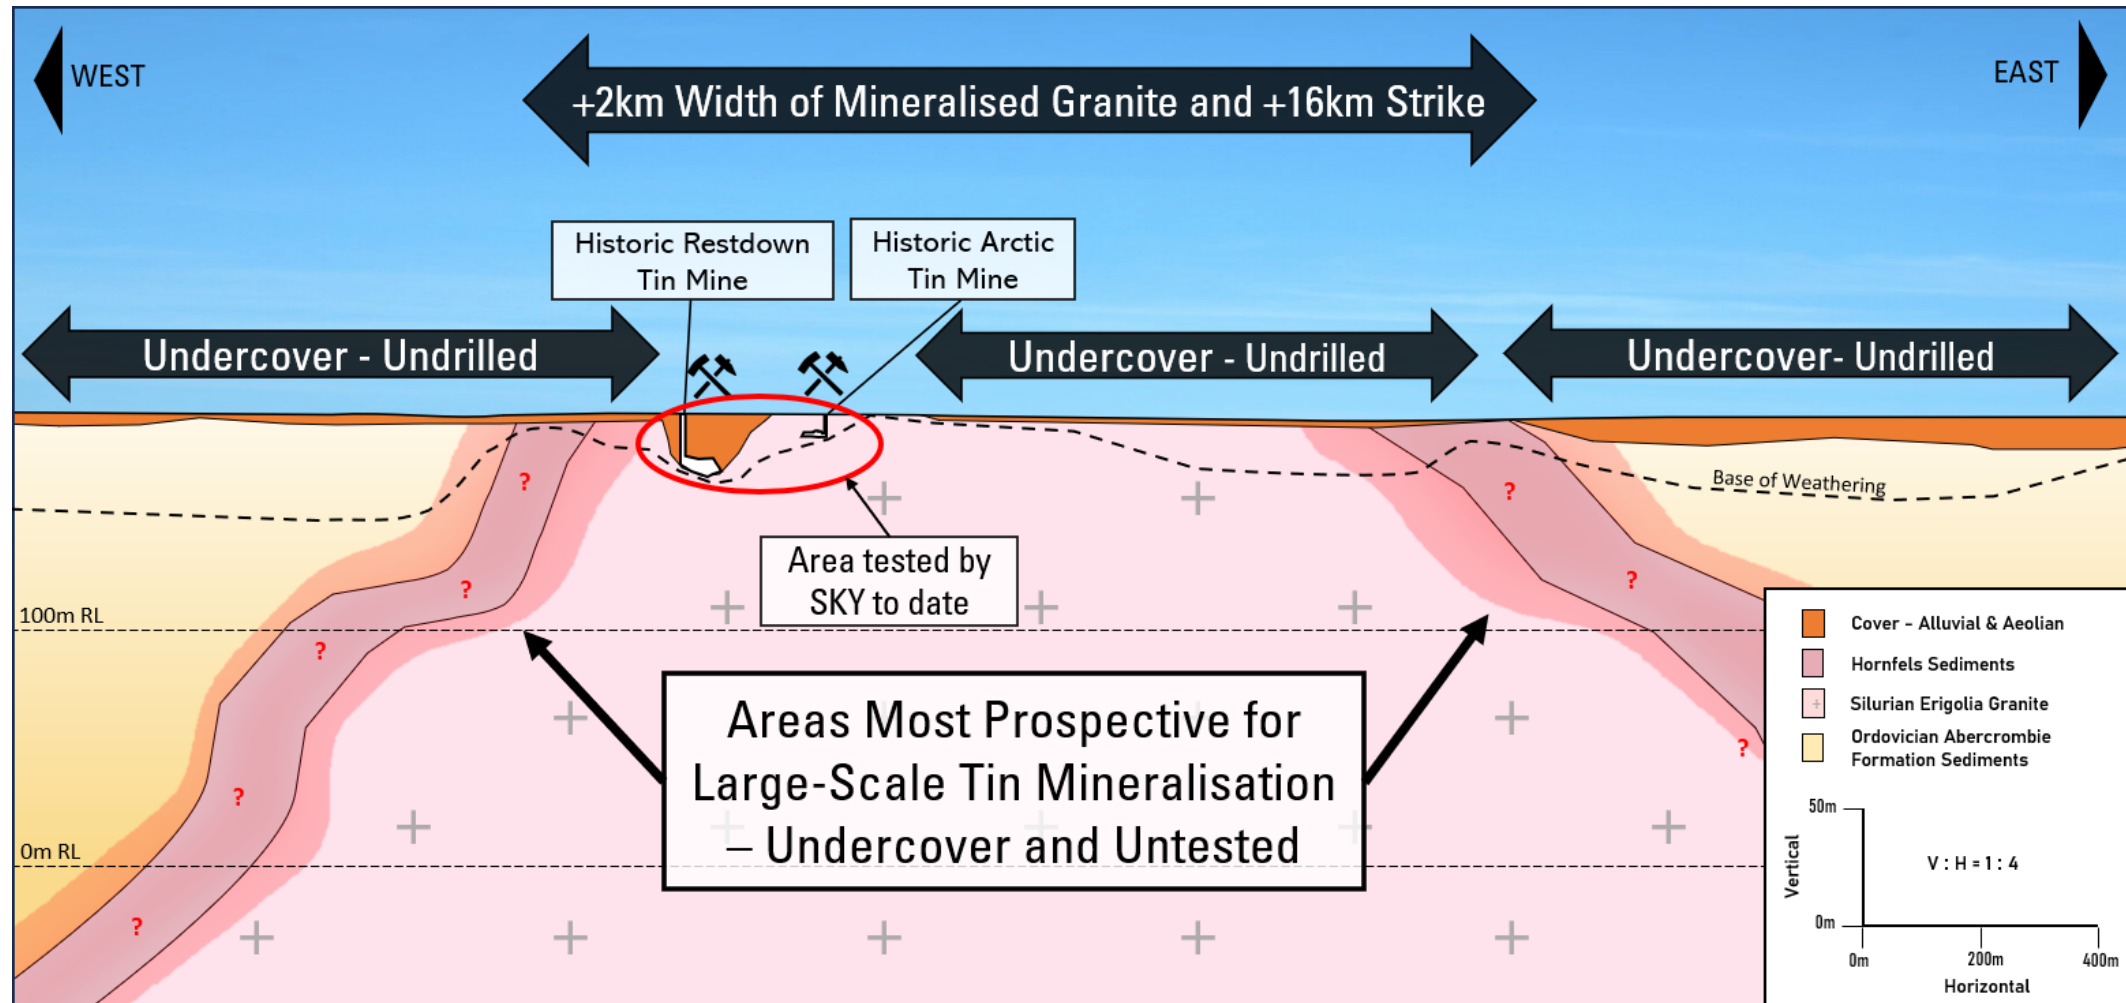 WEST
EAST
+2km Width of Mineralised Granite and +16km Strike
Historic Restdown
Tin Mine
Historic Arctic
Tin Mine
Undercover - Undrilled
Undercover - Undrilled
Undercover- Undrilled
Base of Weathering
?
?
?
?
?
?
?
?
Area tested by
SKY to date
100m RL
0m RL
Areas Most Prospective for
Large-Scale Tin Mineralisation
– Undercover and Untested
Cover - Alluvial & Aeolian
Hornfels Sediments
Silurian Erigolia Granite
Ordovician Abercrombie
Formation Sediments
50m
Vertical
V : H = 1 : 4
0m
0m
200m
400m
Horizontal